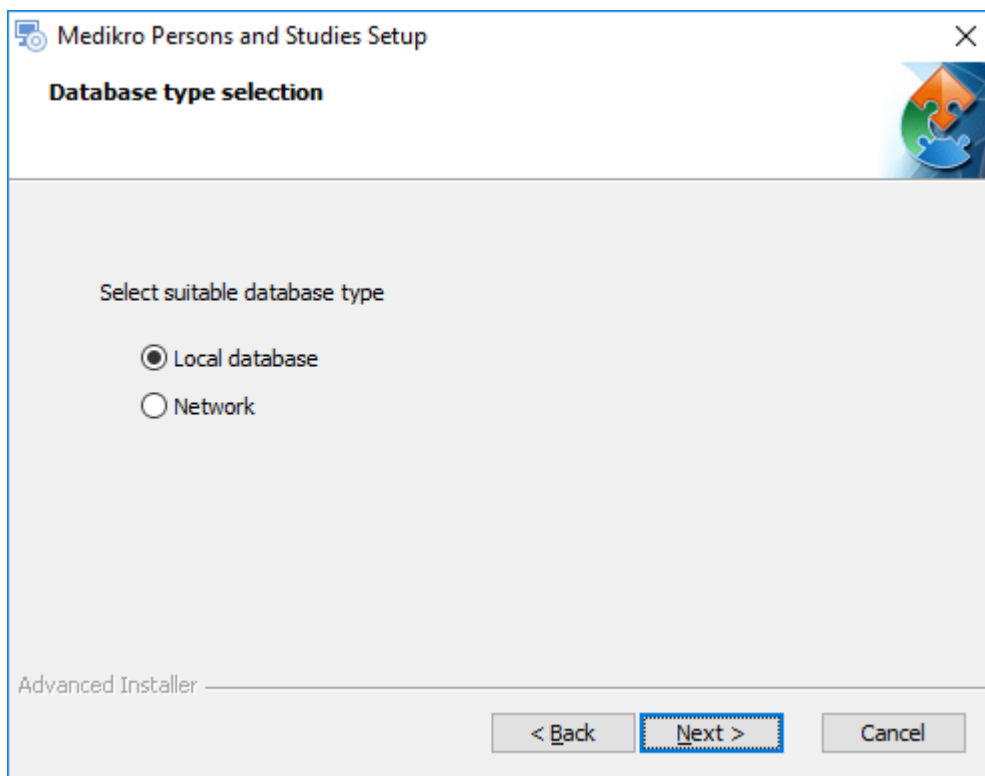 Medikro Persons and Studies Setup
Database type selection
Select suitable database type
Local database
Network
Advanced Installer
< Back Next > Cancel